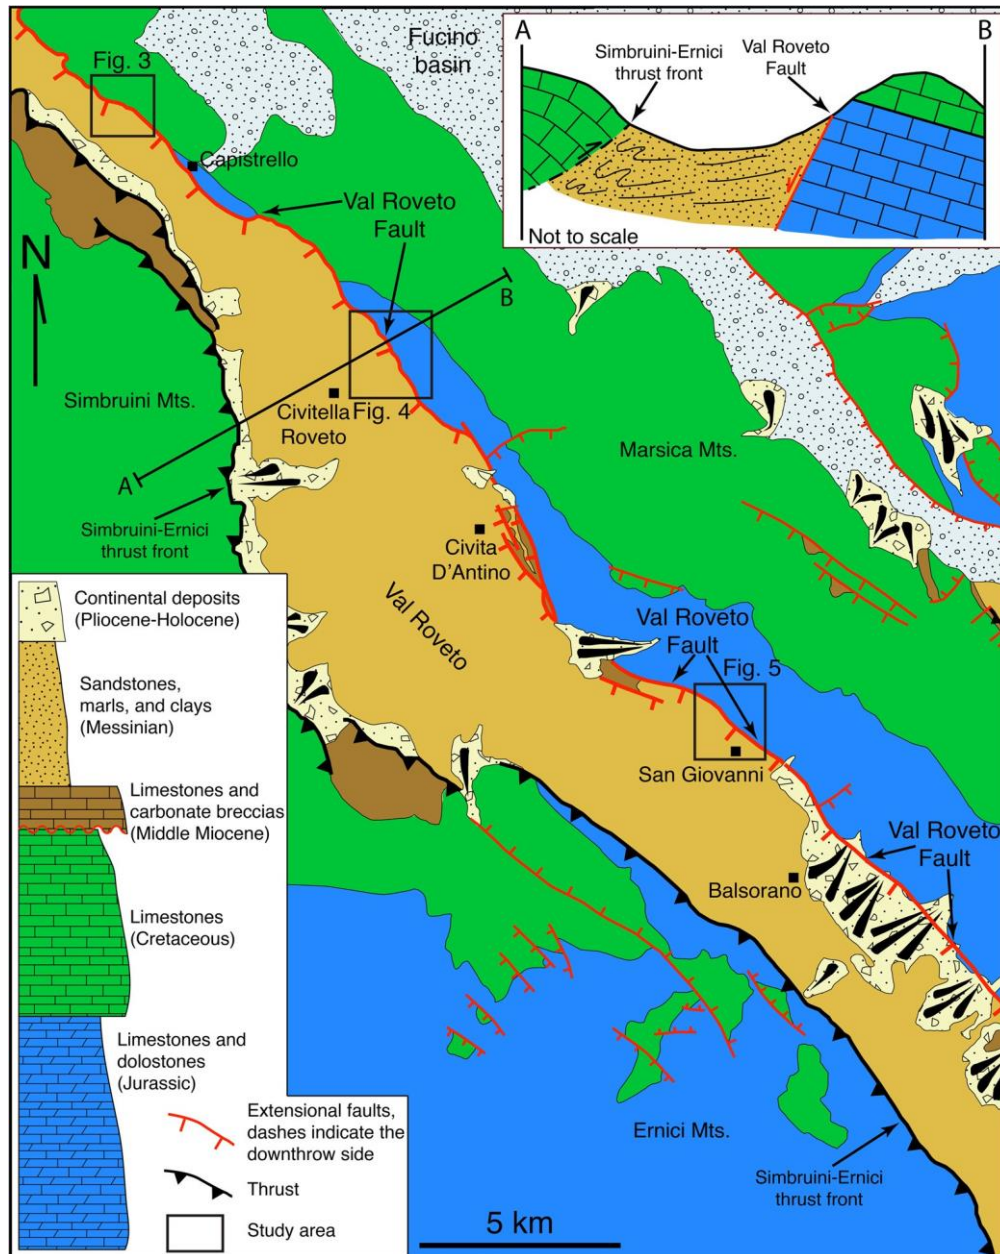 Fig. 3
Fucino
basin
A
B
Simbruini-Ernici
thrust front
Val Roveto
Fault
Not to scale
Capistrello
Val Roveto
Fault
N
B
Simbruini Mts.
Civitella
Roveto
Fig. 4
A
Marsica Mts.
Simbruini-Ernici
thrust front
Civita
D'Antino
Val Roveto
Val Roveto
Fault
Fig. 5
San Giovanni
Val Roveto
Fault
Balsorano
Ernici Mts.
Simbruini-Ernici
thrust front
5 km
Continental deposits
(Pliocene-Holocene)
Sandstones,
marls, and clays
(Messinian)
Limestones and
carbonate breccias
(Middle Miocene)
Limestones
(Cretaceous)
Limestones and
dolostones
(Jurassic)
Extensional faults,
dashes indicate the
downthrow side
Thrust
Study area